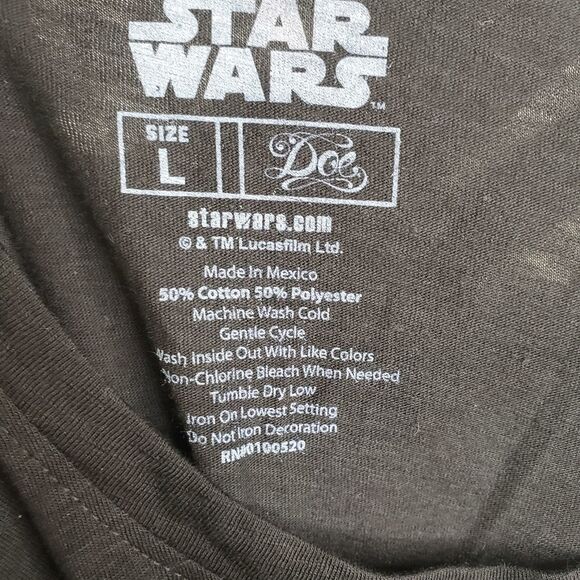 STAR
WARS™
SIZE
L
Doe
starwars.com
© & TM Lucasfilm Ltd.
Made In Mexico
50% Cotton 50% Polyester
Machine Wash Cold
Gentle Cycle
Wash Inside Out With Like Colors
Non-Chlorine Bleach When Needed
Tumble Dry Low
Iron On Lowest Setting
Do Not Iron Decoration
RN#0100520